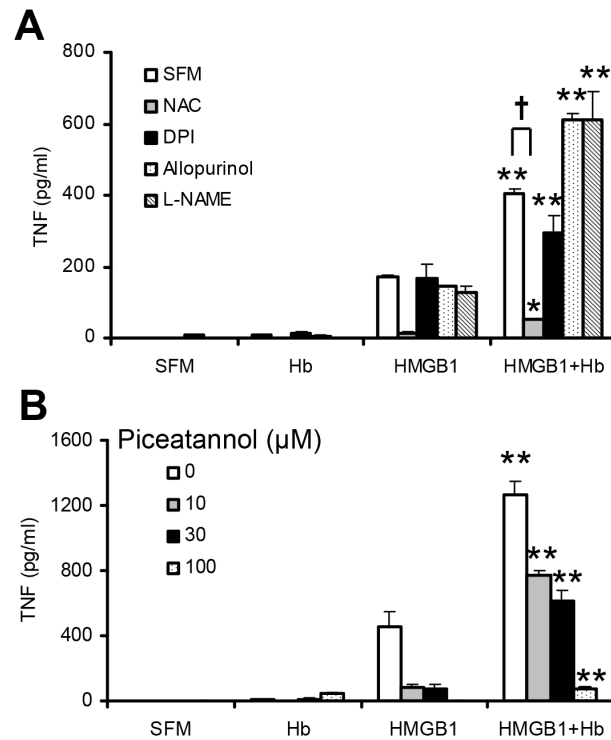 A
800
600
400
200
0
TNF (pg/ml)
SFM
NAC
DPI
Allopurinol
L-NAME
†
**
*
**
**
**
SFM Hb HMGB1 HMGB1+Hb
B
1600
1200
800
400
0
TNF (pg/ml)
Piceatannol (µM)
0
10
30
100
**
**
**
**
SFM Hb HMGB1 HMGB1+Hb